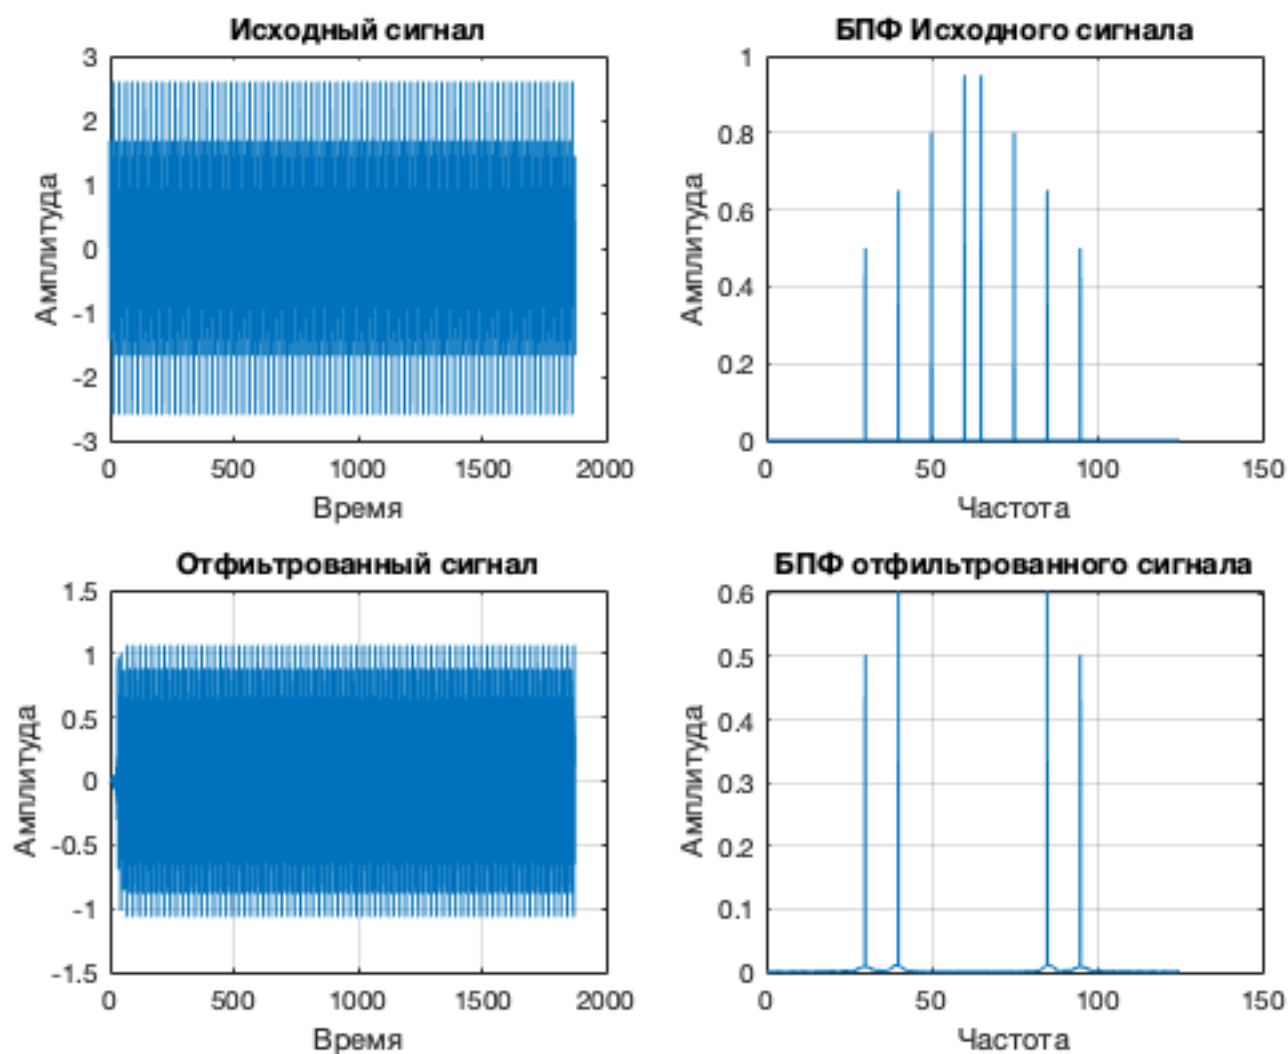 Исходный сигнал
3
2
1
0
-1
-2
-3
Амплитуда
0 500 1000 1500 2000
Время
БПФ Исходного сигнала
1
0.8
0.6
0.4
0.2
0
Амплитуда
0 50 100 150
Частота
Отфиьтрованный сигнал
1.5
1
0.5
0
-0.5
-1
-1.5
Амплитуда
0 500 1000 1500 2000
Время
БПФ отфильтрованного сигнала
0.6
0.5
0.4
0.3
0.2
0.1
0
Амплитуда
0 50 100 150
Частота